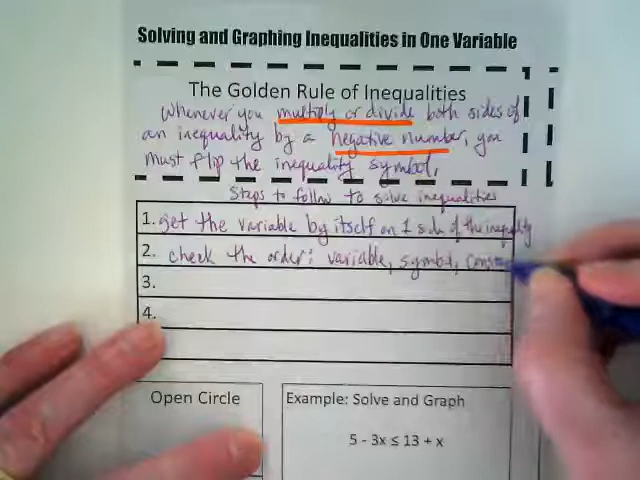 Solving and Graphing Inequalities in One Variable
The Golden Rule of Inequalities
Whenever you multiply or divide both sides of
an inequality by a negative number, you
must flip the inequality symbol.
Steps to follow to solve inequalities
1. get the variable by itself on 1 side of the inequality
2. check the order: variable, symbol,
3.
4.
Open Circle
Example: Solve and Graph
5 - 3x ≤ 13 + x